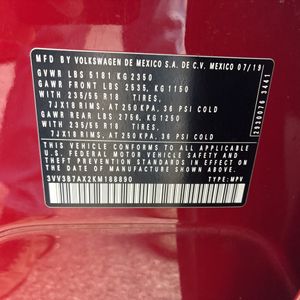 MFD. BY VOLKSWAGEN DE MEXICO S.A. DE C.V. MEXICO 07/19
GVWR LBS 5181 KG 2350
GAWR FRONT LBS 2535, KG 1150
WITH 235/55 R18 TIRES,
7JX18 RIMS, AT 250 KPA, 36 PSI COLD
GAWR REAR LBS 2756, KG 1250
WITH 235/55 R18 TIRES,
7JX18 RIMS, AT 250 KPA, 36 PSI COLD
THIS VEHICLE CONFORMS TO ALL APPLICABLE
U.S. FEDERAL MOTOR VEHICLE SAFETY
AND THEFT PREVENTION STANDARDS IN EFFECT ON THE
DATE OF MANUFACTURE SHOWN ABOVE.
3VV3B7AX2KM188890
TYPE: MPV
2930076 3441